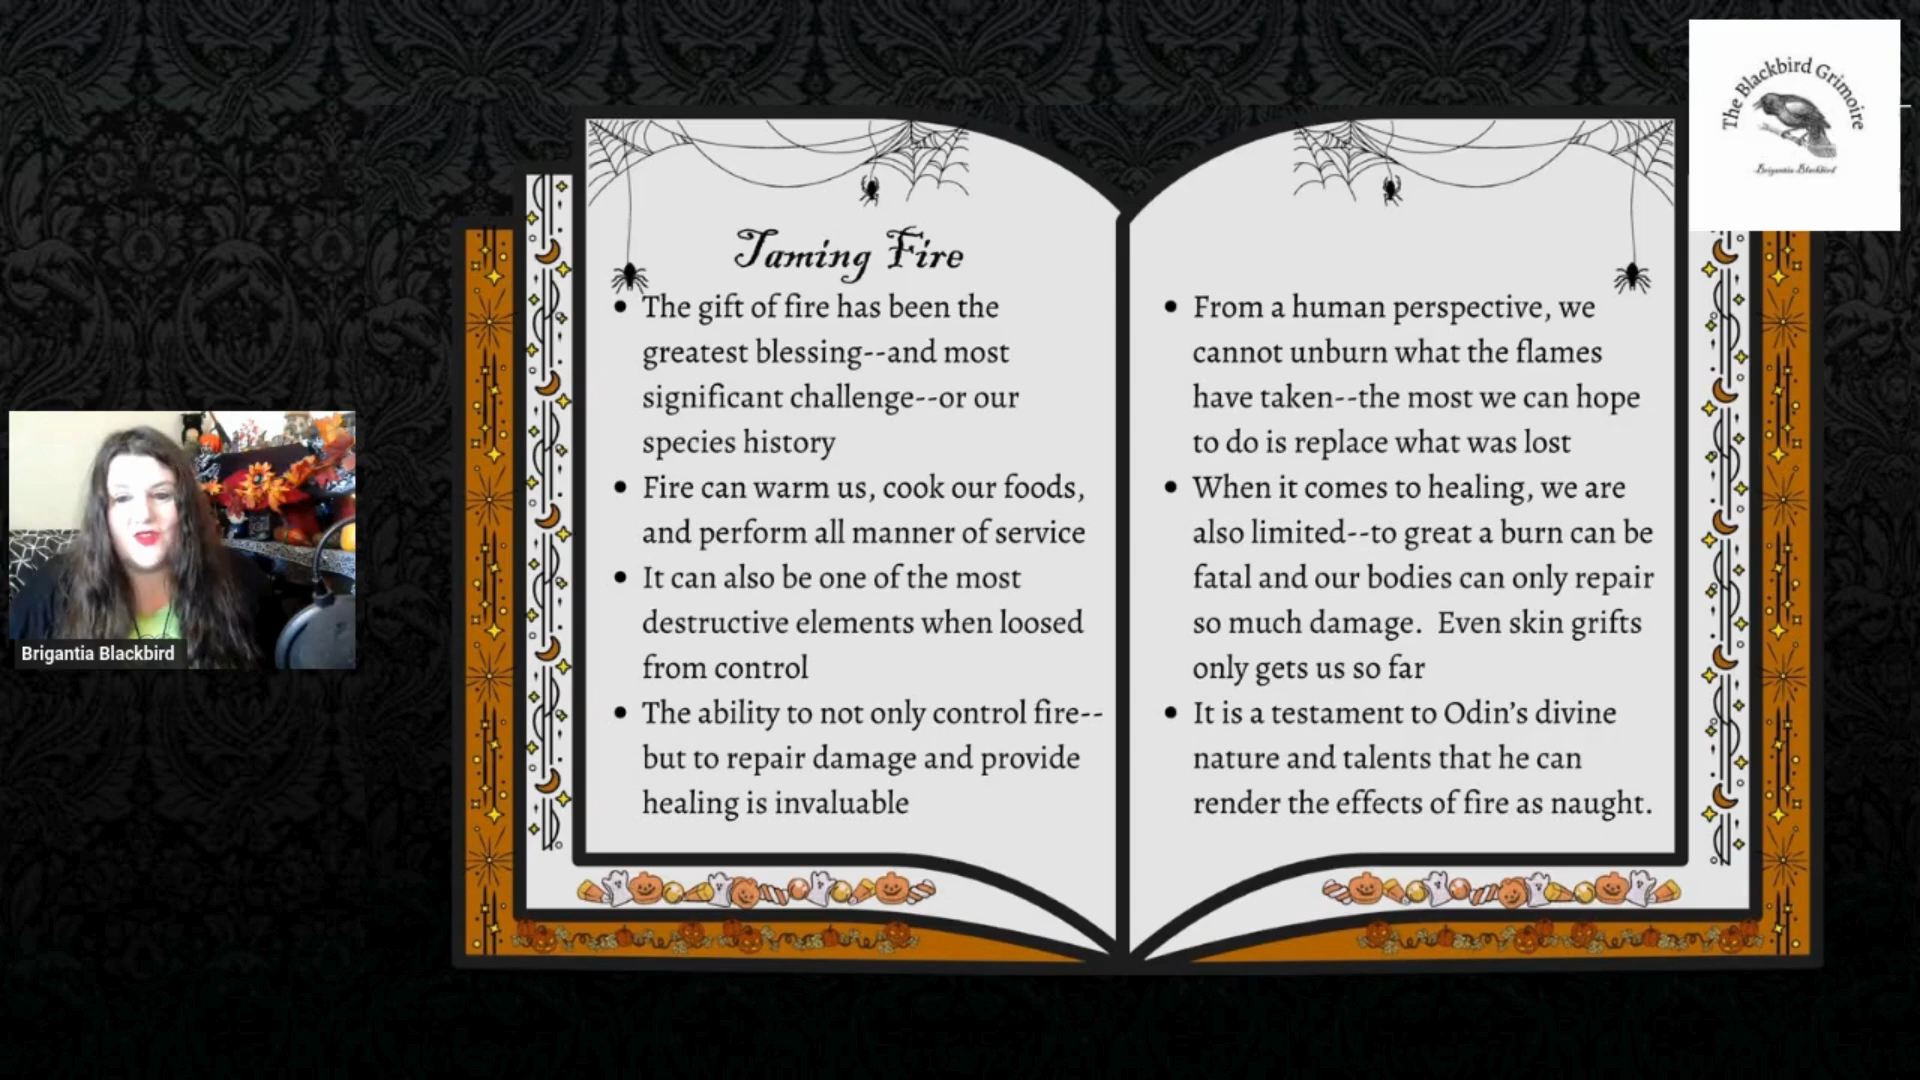 The Blackbird Grimoire
Brigantia Blackbird
Taming Fire
• The gift of fire has been the
greatest blessing--and most
significant challenge--or our
species history
• Fire can warm us, cook our foods,
and perform all manner of service
• It can also be one of the most
destructive elements when loosed
from control
• The ability to not only control fire--
but to repair damage and provide
healing is invaluable
• From a human perspective, we
cannot unburn what the flames
have taken--the most we can hope
to do is replace what was lost
• When it comes to healing, we are
also limited--to great a burn can be
fatal and our bodies can only repair
so much damage.  Even skin grifts
only gets us so far
• It is a testament to Odin’s divine
nature and talents that he can
render the effects of fire as naught.
Brigantia Blackbird